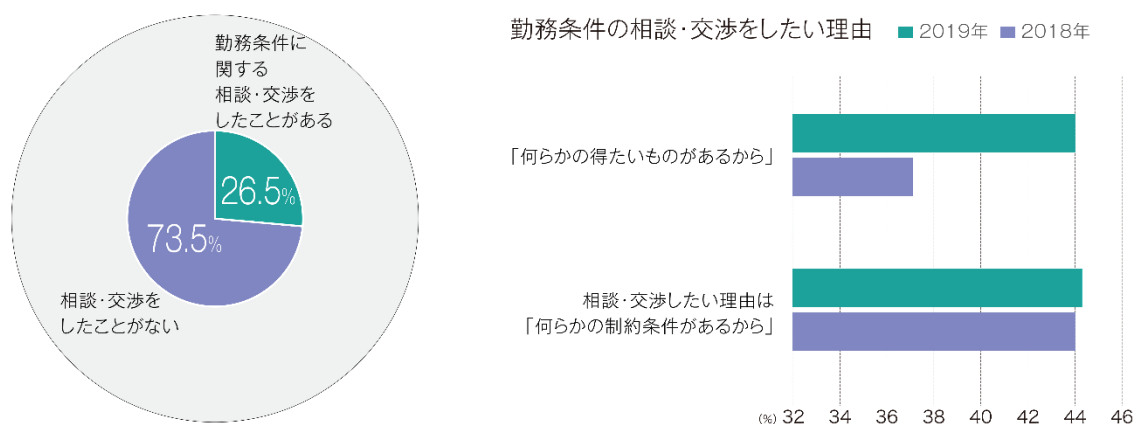 勤務条件に
関する
相談・交渉を
したことがある
26.5%
73.5%
相談・交渉を
したことがない
勤務条件の相談・交渉をしたい理由
2019年 2018年
「何らかの得たいものがあるから」
相談・交渉したい理由は
「何らかの制約条件があるから」
(%) 32 34 36 38 40 42 44 46